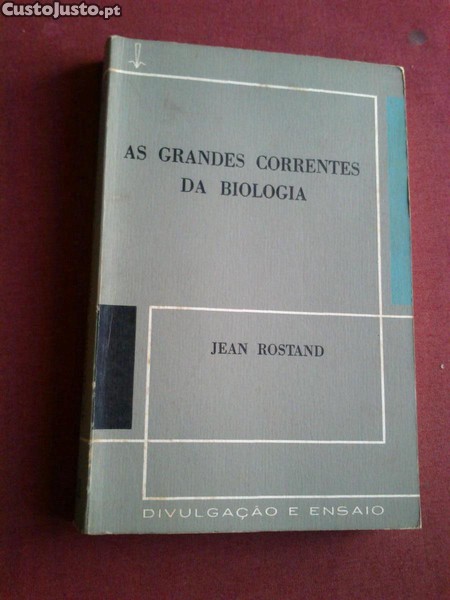 CustoJusto.pt
AS GRANDES CORRENTES
DA BIOLOGIA
JEAN ROSTAND
DIVULGAÇÃO E ENSAIO